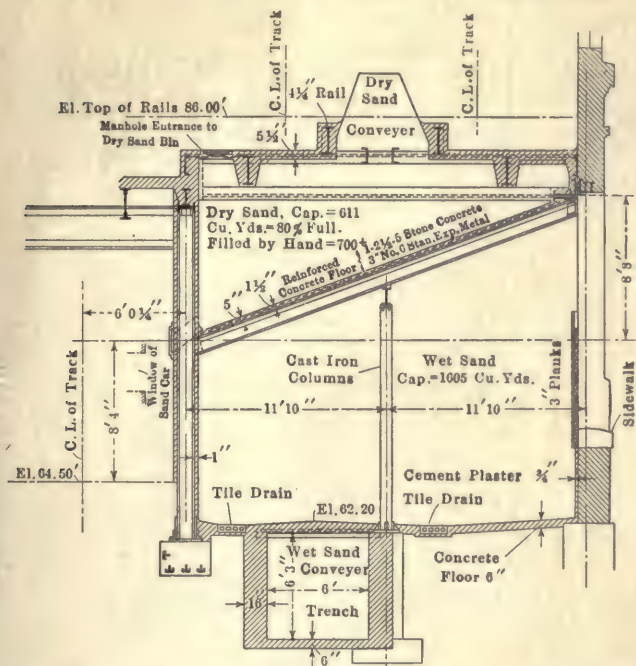 C.L. of Track
C.L. of Track
4¼" Rail
Dry
Sand
Conveyer
El. Top of Rails 86.00'
Manhole Entrance to
Dry Sand Bin
5½"
Dry Sand, Cap. = 611
Cu. Yds. = 80% Full.
Filled by Hand = 700
Reinforced
Concrete Floor
1-2½-5 Stone Concrete
3" No. 6 Stan. Exp. Metal
1½"
5"
8'8"
6'0¼"
C.L. of Track
Window of
Sand Car
8'4"
Cast Iron
Columns
Wet Sand
Cap. = 1605 Cu. Yds.
3" Planks
Sidewalk
11'10"
11'10"
1"
El. 64.50'
Cement Plaster ¾"
Tile Drain
Tile Drain
El. 62.20
Concrete
Floor 6"
Wet Sand
Conveyer
6'3"
6'
16"
Trench
6"